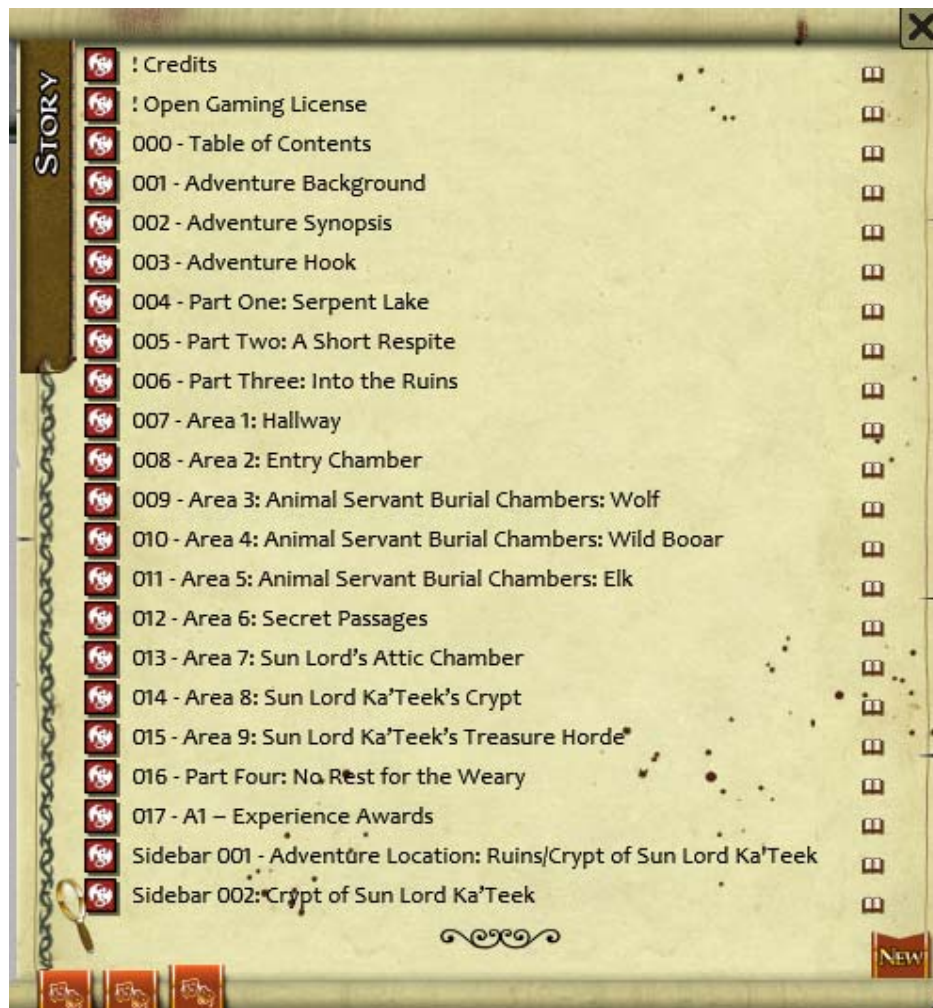 STORY
! Credits
! Open Gaming License
000 - Table of Contents
001 - Adventure Background
002 - Adventure Synopsis
003 - Adventure Hook
004 - Part One: Serpent Lake
005 - Part Two: A Short Respite
006 - Part Three: Into the Ruins
007 - Area 1: Hallway
008 - Area 2: Entry Chamber
009 - Area 3: Animal Servant Burial Chambers: Wolf
010 - Area 4: Animal Servant Burial Chambers: Wild Booar
011 - Area 5: Animal Servant Burial Chambers: Elk
012 - Area 6: Secret Passages
013 - Area 7: Sun Lord’s Attic Chamber
014 - Area 8: Sun Lord Ka’Teek’s Crypt
015 - Area 9: Sun Lord Ka’Teek’s Treasure Horde
016 - Part Four: No Rest for the Weary
017 - A1 – Experience Awards
Sidebar 001 - Adventure Location: Ruins/Crypt of Sun Lord Ka’Teek
Sidebar 002: Crypt of Sun Lord Ka’Teek
NEW